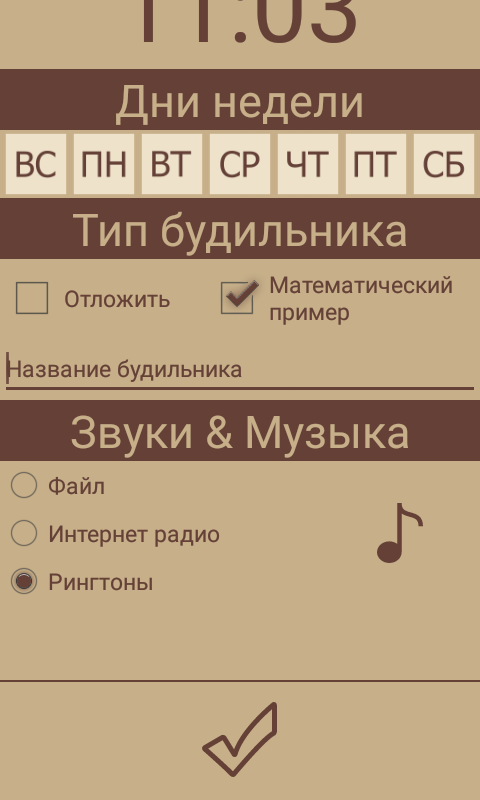 11:03
Дни недели
ВС ПН ВТ СР ЧТ ПТ СБ
Тип будильника
Отложить
Математический
пример
Название будильника
Звуки & Музыка
Файл
Интернет радио
Рингтоны